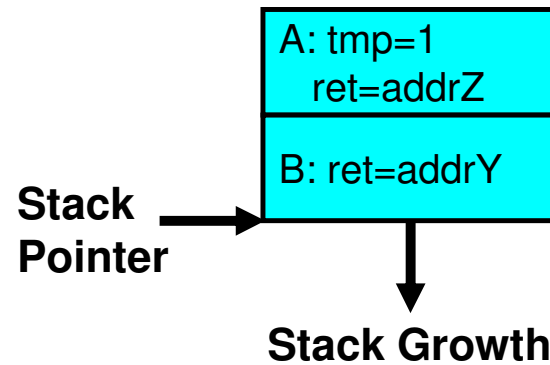 A: tmp=1
ret=addrZ
B: ret=addrY
Stack
Pointer
Stack Growth